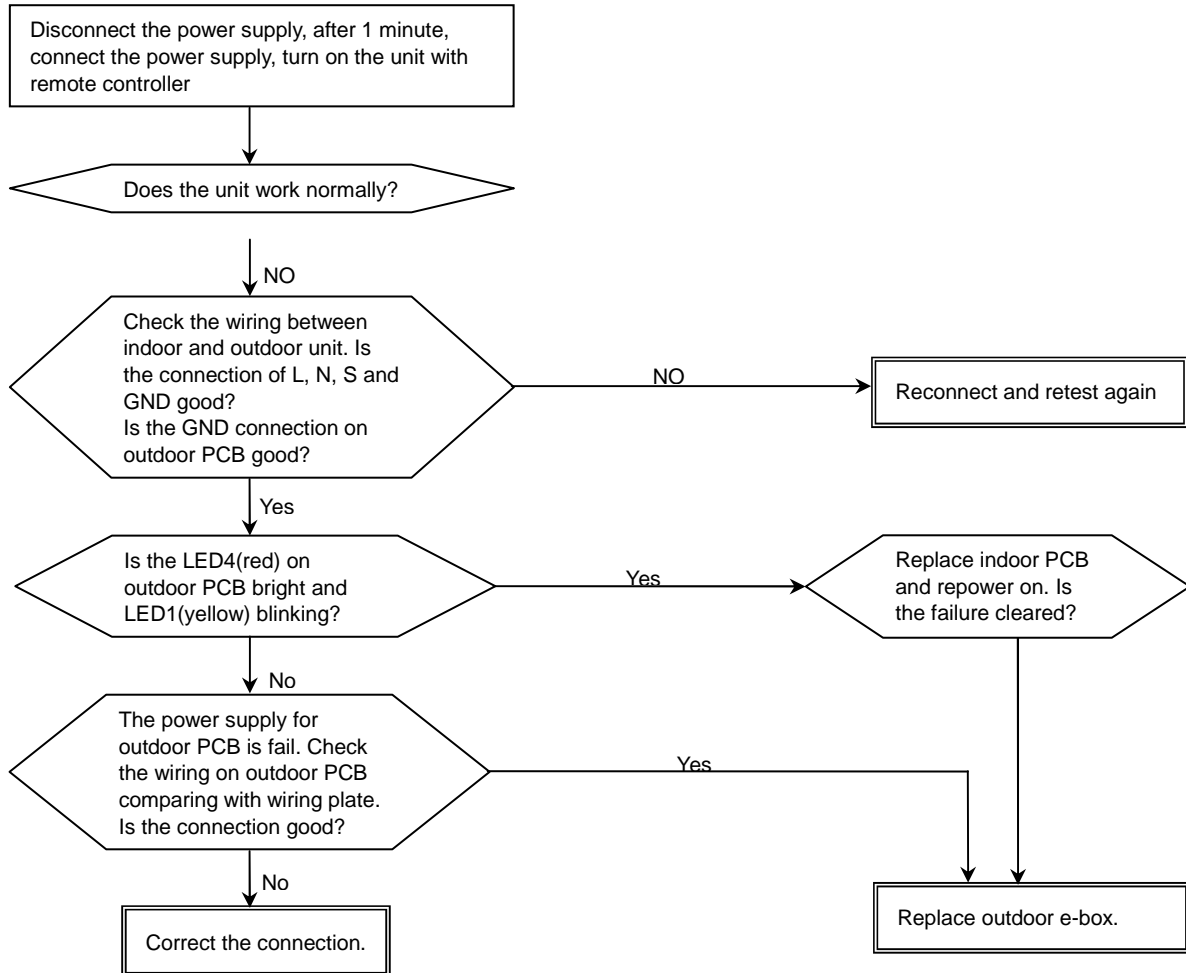 Disconnect the power supply, after 1 minute,
connect the power supply, turn on the unit with
remote controller
Does the unit work normally?
NO
Check the wiring between
indoor and outdoor unit. Is
the connection of L, N, S and
GND good?
Is the GND connection on
outdoor PCB good?
NO
Reconnect and retest again
Yes
Is the LED4(red) on
outdoor PCB bright and
LED1(yellow) blinking?
Yes
Replace indoor PCB
and repower on. Is
the failure cleared?
No
The power supply for
outdoor PCB is fail. Check
the wiring on outdoor PCB
comparing with wiring plate.
Is the connection good?
Yes
No
Correct the connection.
Replace outdoor e-box.